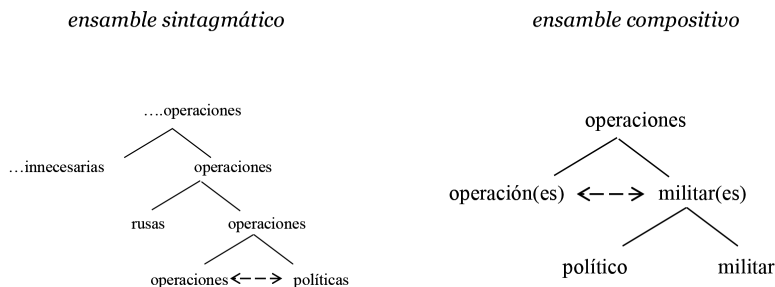 ensamble sintagmático
ensamble compositivo
….operaciones
…innecesarias operaciones
rusas operaciones
operaciones políticas
operaciones
operación(es) militar(es)
político militar